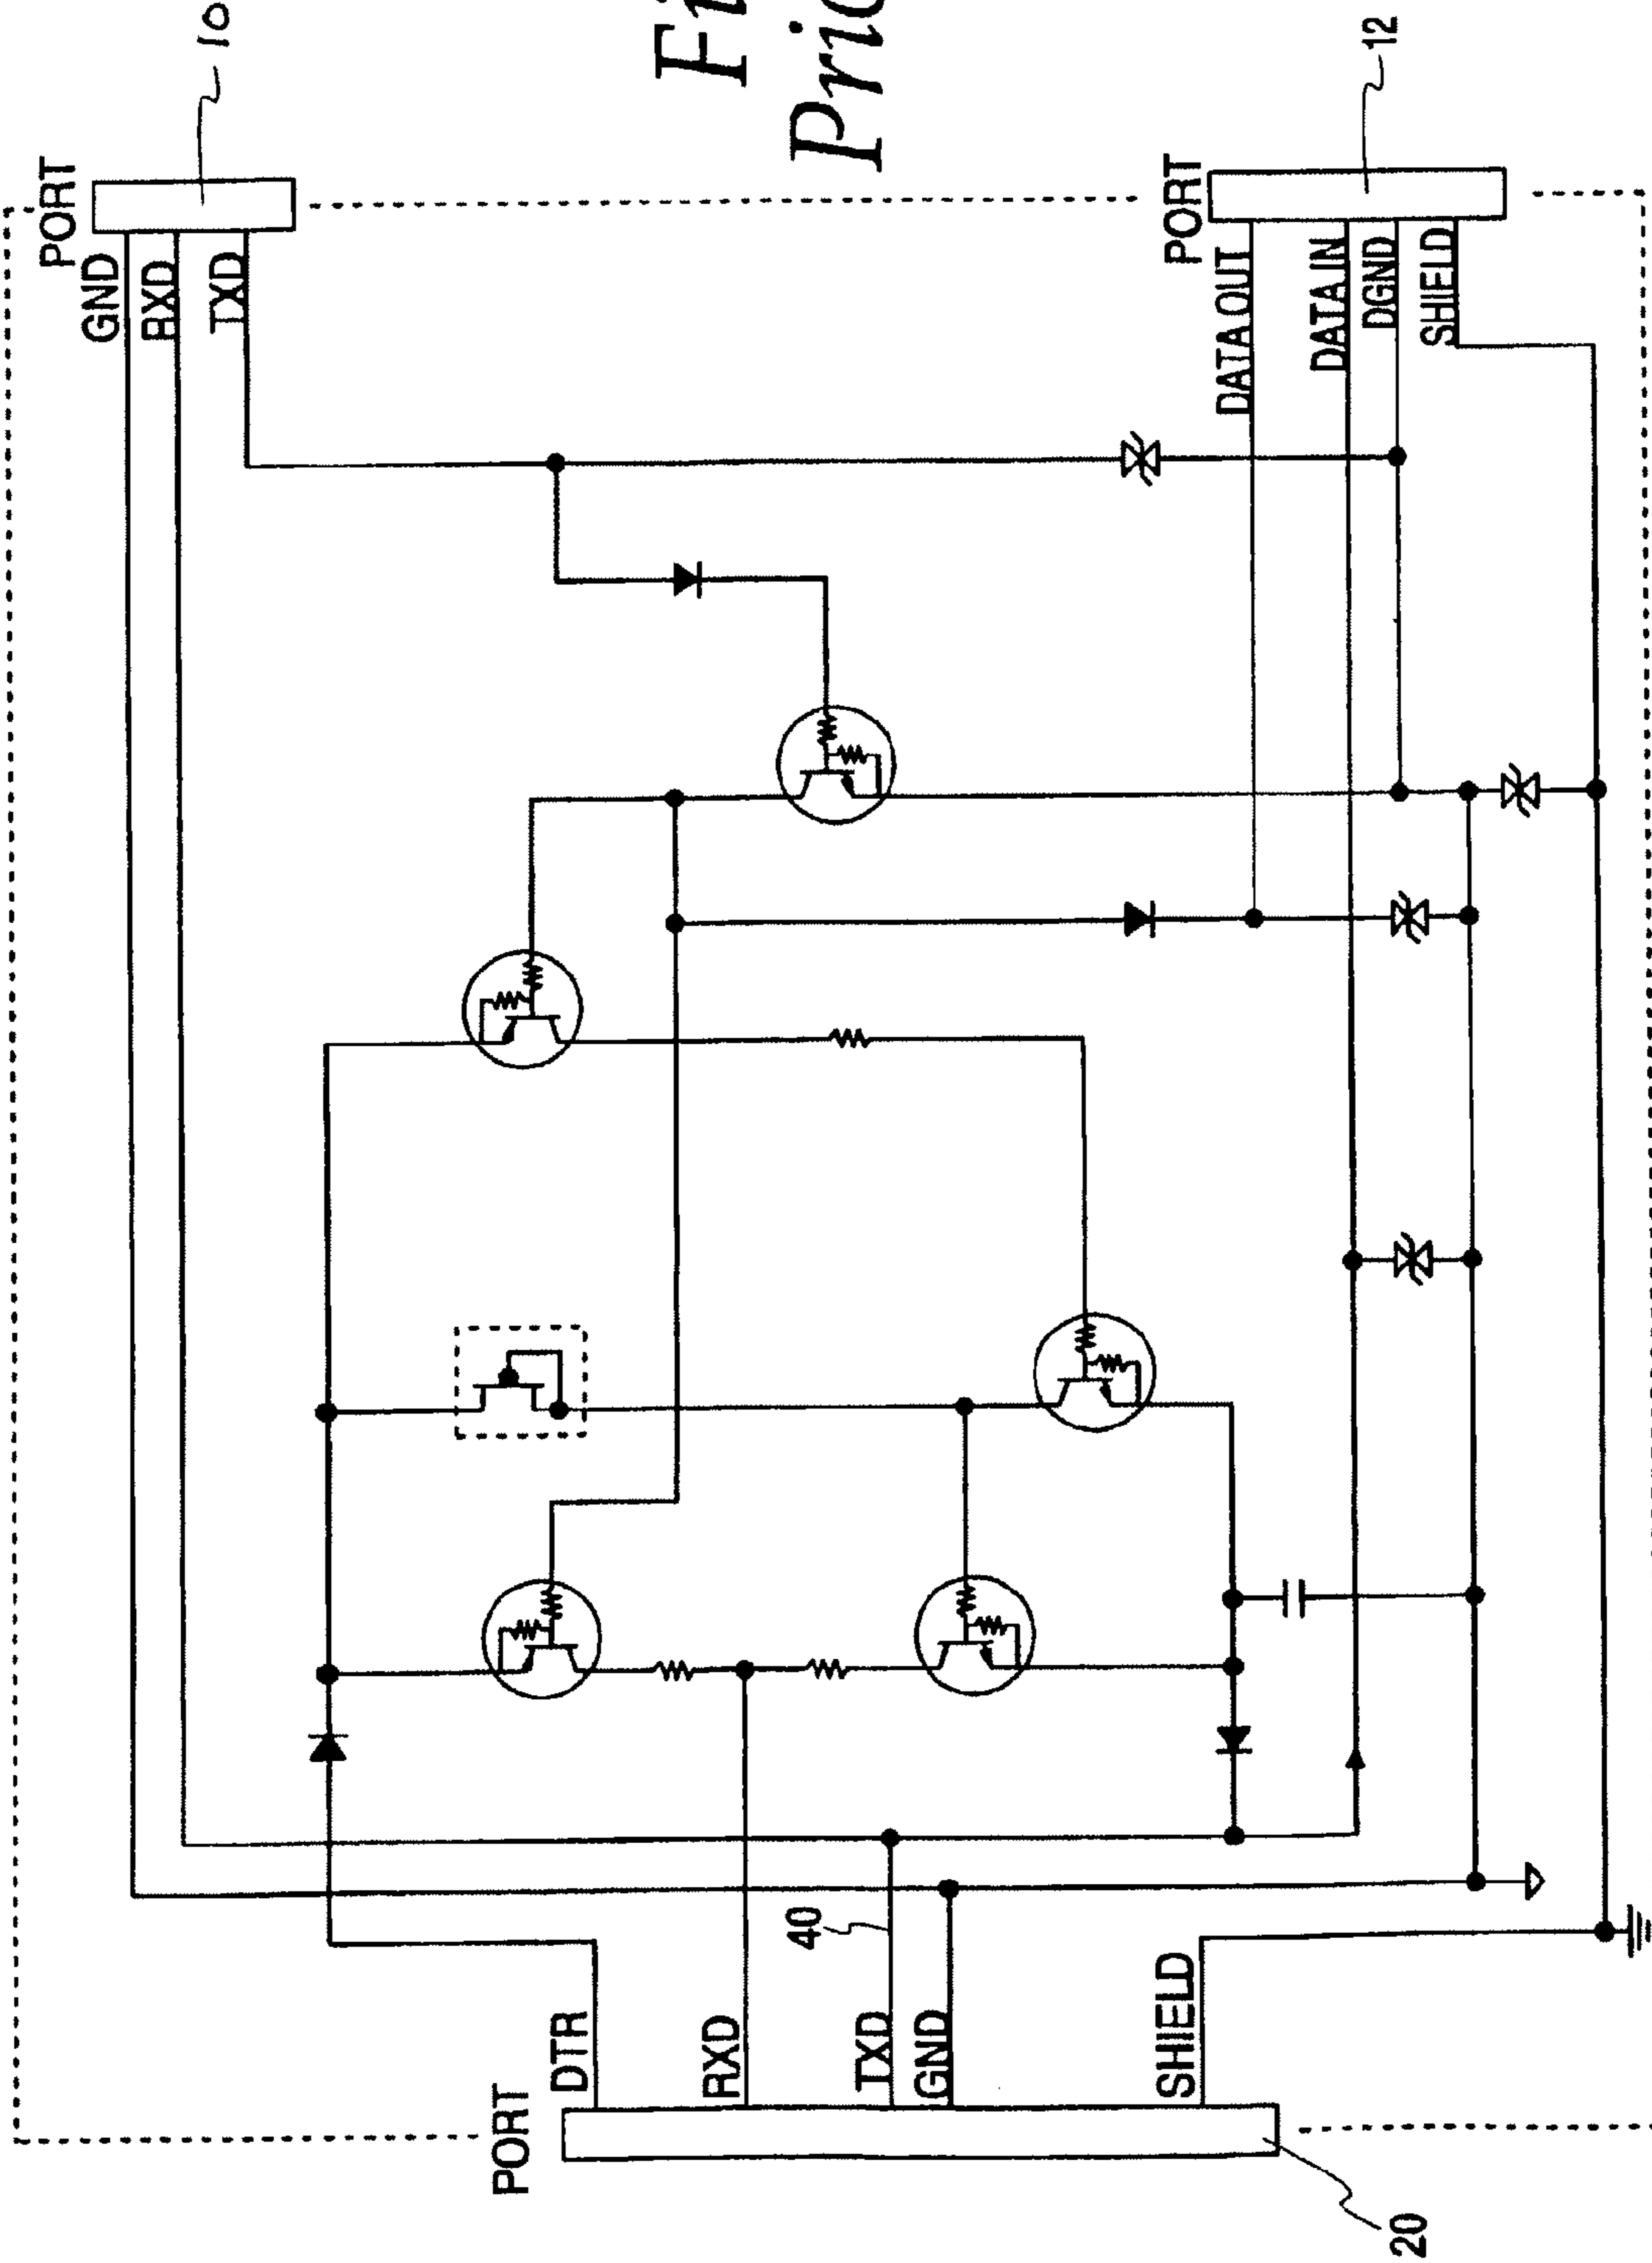 PORT
DTR
RXD
TXD
GND
SHIELD
20
40
PORT
GND
RXD
TXD
10
PORT
DATA OUT
DATA IN
DGND
SHIELD
12